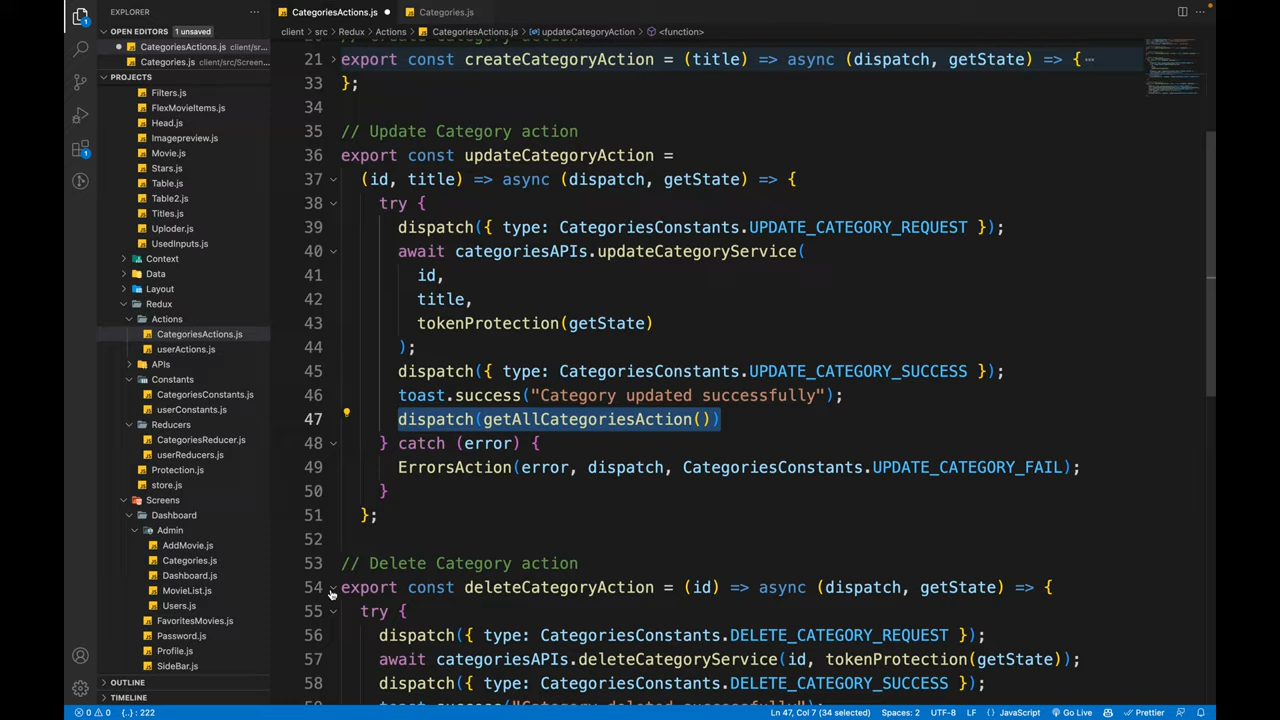 EXPLORER
CategoriesActions.js
Categories.js
OPEN EDITORS 1 unsaved
client > src > Redux > Actions > CategoriesActions.js > updateCategoryAction > <function>
CategoriesActions.js client/sr...
Categories.js client/src/Screen...
PROJECTS
Filters.js
FlexMovieItems.js
Head.js
Imagepreview.js
Movie.js
Stars.js
Table.js
Table2.js
Titles.js
Uploder.js
UsedInputs.js
Context
Data
Layout
Redux
Actions
CategoriesActions.js
userActions.js
APIs
Constants
CategoriesConstants.js
userConstants.js
Reducers
CategoriesReducer.js
userReducers.js
Protection.js
store.js
Screens
Dashboard
Admin
AddMovie.js
Categories.js
Dashboard.js
MovieList.js
Users.js
FavoritesMovies.js
Password.js
Profile.js
SideBar.js
OUTLINE
TIMELINE
21 export const createCategoryAction = (title) => async (dispatch, getState) => {
33 };
34
35 // Update Category action
36 export const updateCategoryAction =
37 (id, title) => async (dispatch, getState) => {
38 try {
39 dispatch({ type: CategoriesConstants.UPDATE_CATEGORY_REQUEST });
40 await categoriesAPIs.updateCategoryService(
41 id,
42 title,
43 tokenProtection(getState)
44 );
45 dispatch({ type: CategoriesConstants.UPDATE_CATEGORY_SUCCESS });
46 toast.success("Category updated successfully");
47 dispatch(getAllCategoriesAction())
48 } catch (error) {
49 ErrorsAction(error, dispatch, CategoriesConstants.UPDATE_CATEGORY_FAIL);
50 }
51 };
52
53 // Delete Category action
54 export const deleteCategoryAction = (id) => async (dispatch, getState) => {
55 try {
56 dispatch({ type: CategoriesConstants.DELETE_CATEGORY_REQUEST });
57 await categoriesAPIs.deleteCategoryService(id, tokenProtection(getState));
58 dispatch({ type: CategoriesConstants.DELETE_CATEGORY_SUCCESS });
0 0 {..} : 222 Ln 47, Col 7 (34 selected) Spaces: 2 UTF-8 LF {} JavaScript Go Live Prettier